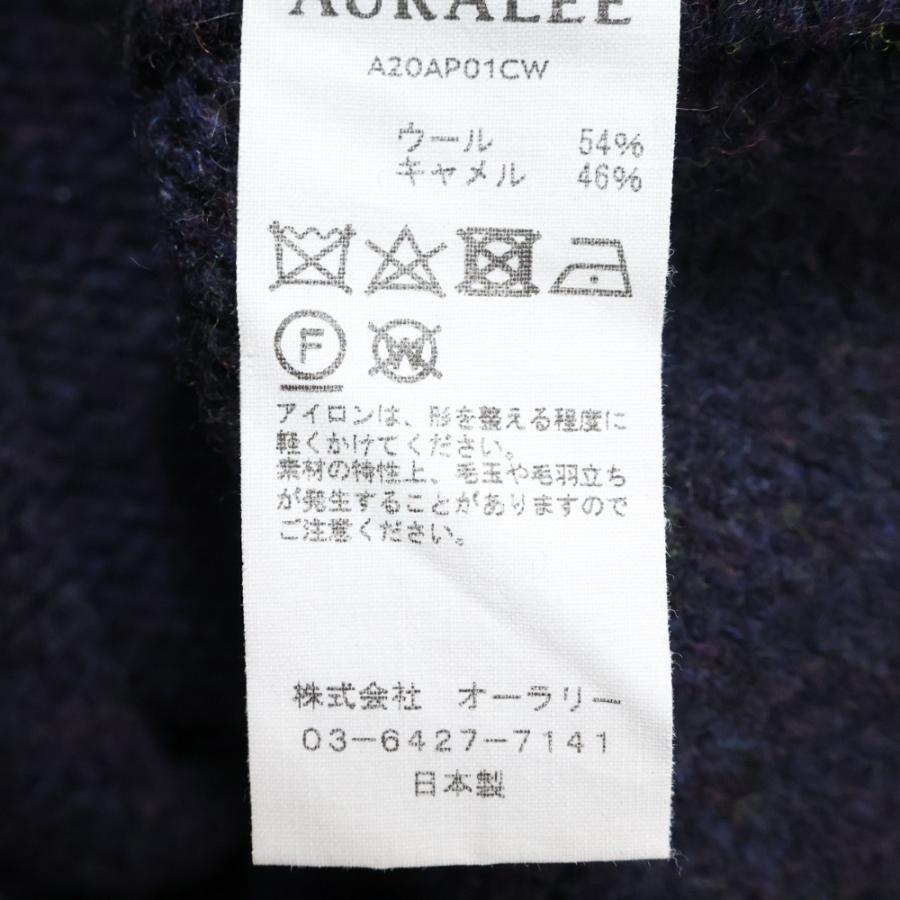 AURALEE
A20AP01CW
ウール 54%
キャメル 46%
F W
アイロンは、形を整える程度に
軽くかけてください。
素材の特性上、毛玉や毛羽立ち
が発生することがありますので
ご注意ください。
株式会社 オーラリー
03-6427-7141
日本製